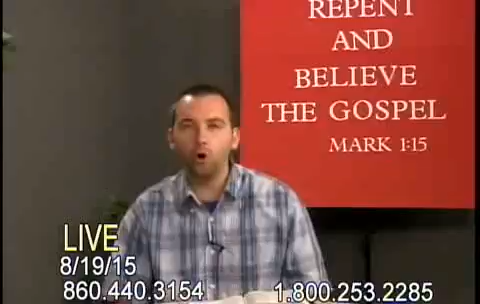 REPENT
AND
BELIEVE
THE GOSPEL
MARK 1:15
LIVE
8/19/15
860.440.3154
1.800.253.2285